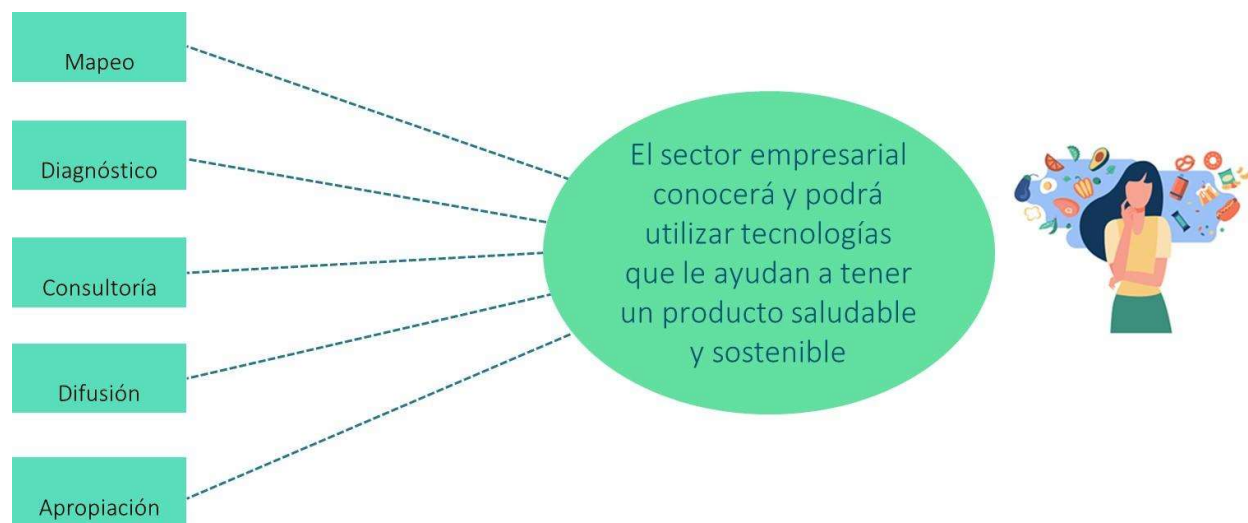 Mapeo
Diagnóstico
Consultoría
Difusión
Apropiación
El sector empresarial
conocerá y podrá
utilizar tecnologías
que le ayudan a tener
un producto saludable
y sostenible